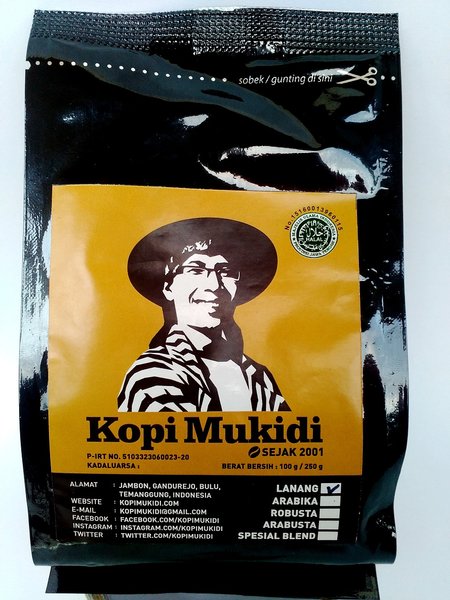 sobek / gunting di sini
HALAL
Kopi Mukidi
SEJAK 2001
P-IRT NO. 5103323060023-20
KADALUARSA :
BERAT BERSIH : 100 g / 250 g
ALAMAT : JAMBON, GANDUREJO, BULU,
TEMANGGUNG, INDONESIA
WEBSITE : KOPIMUKIDI.COM
E-MAIL : KOPIMUKIDI@GMAIL.COM
FACEBOOK : FACEBOOK.COM/KOPIMUKIDI
INSTAGRAM : INSTAGRAM.COM/KOPIMUKIDI
TWITTER : TWITTER.COM/KOPIMUKIDI
LANANG
ARABIKA
ROBUSTA
ARABUSTA
SPESIAL BLEND